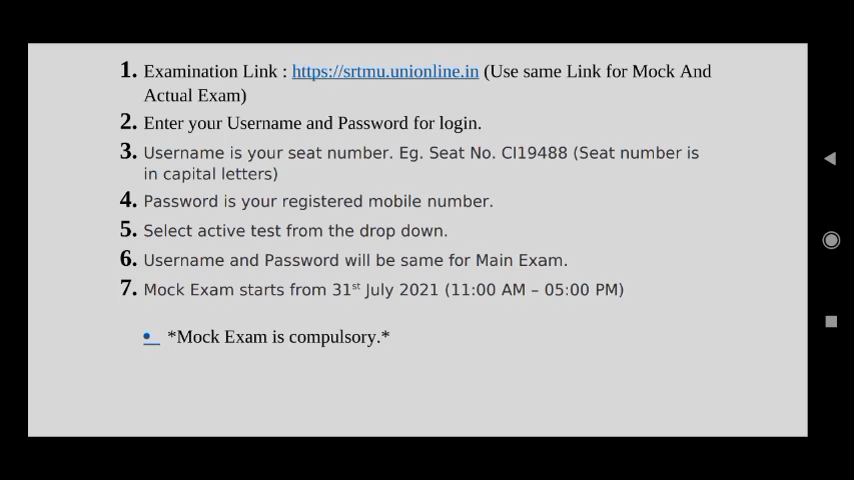 1. Examination Link : https://srtmu.unionline.in (Use same Link for Mock And
Actual Exam)
2. Enter your Username and Password for login.
3. Username is your seat number. Eg. Seat No. CI19488 (Seat number is
in capital letters)
4. Password is your registered mobile number.
5. Select active test from the drop down.
6. Username and Password will be same for Main Exam.
7. Mock Exam starts from 31st July 2021 (11:00 AM – 05:00 PM)
• *Mock Exam is compulsory.*